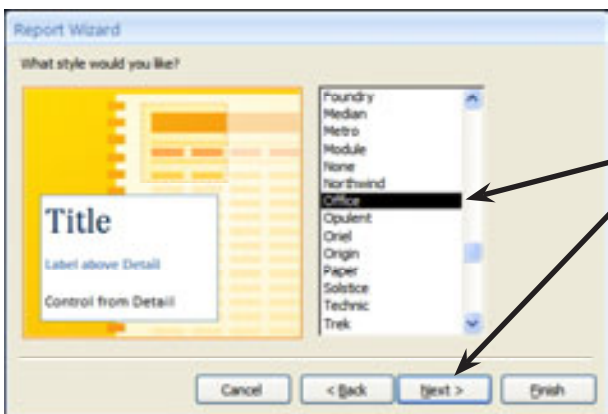 Report Wizard
What style would you like?
Title
Label above Detail
Control from Detail
Foundry
Median
Metro
Module
None
Northwind
Office
Opulent
Oriel
Origin
Paper
Solstice
Technic
Trek
Cancel
< Back
Next >
Finish